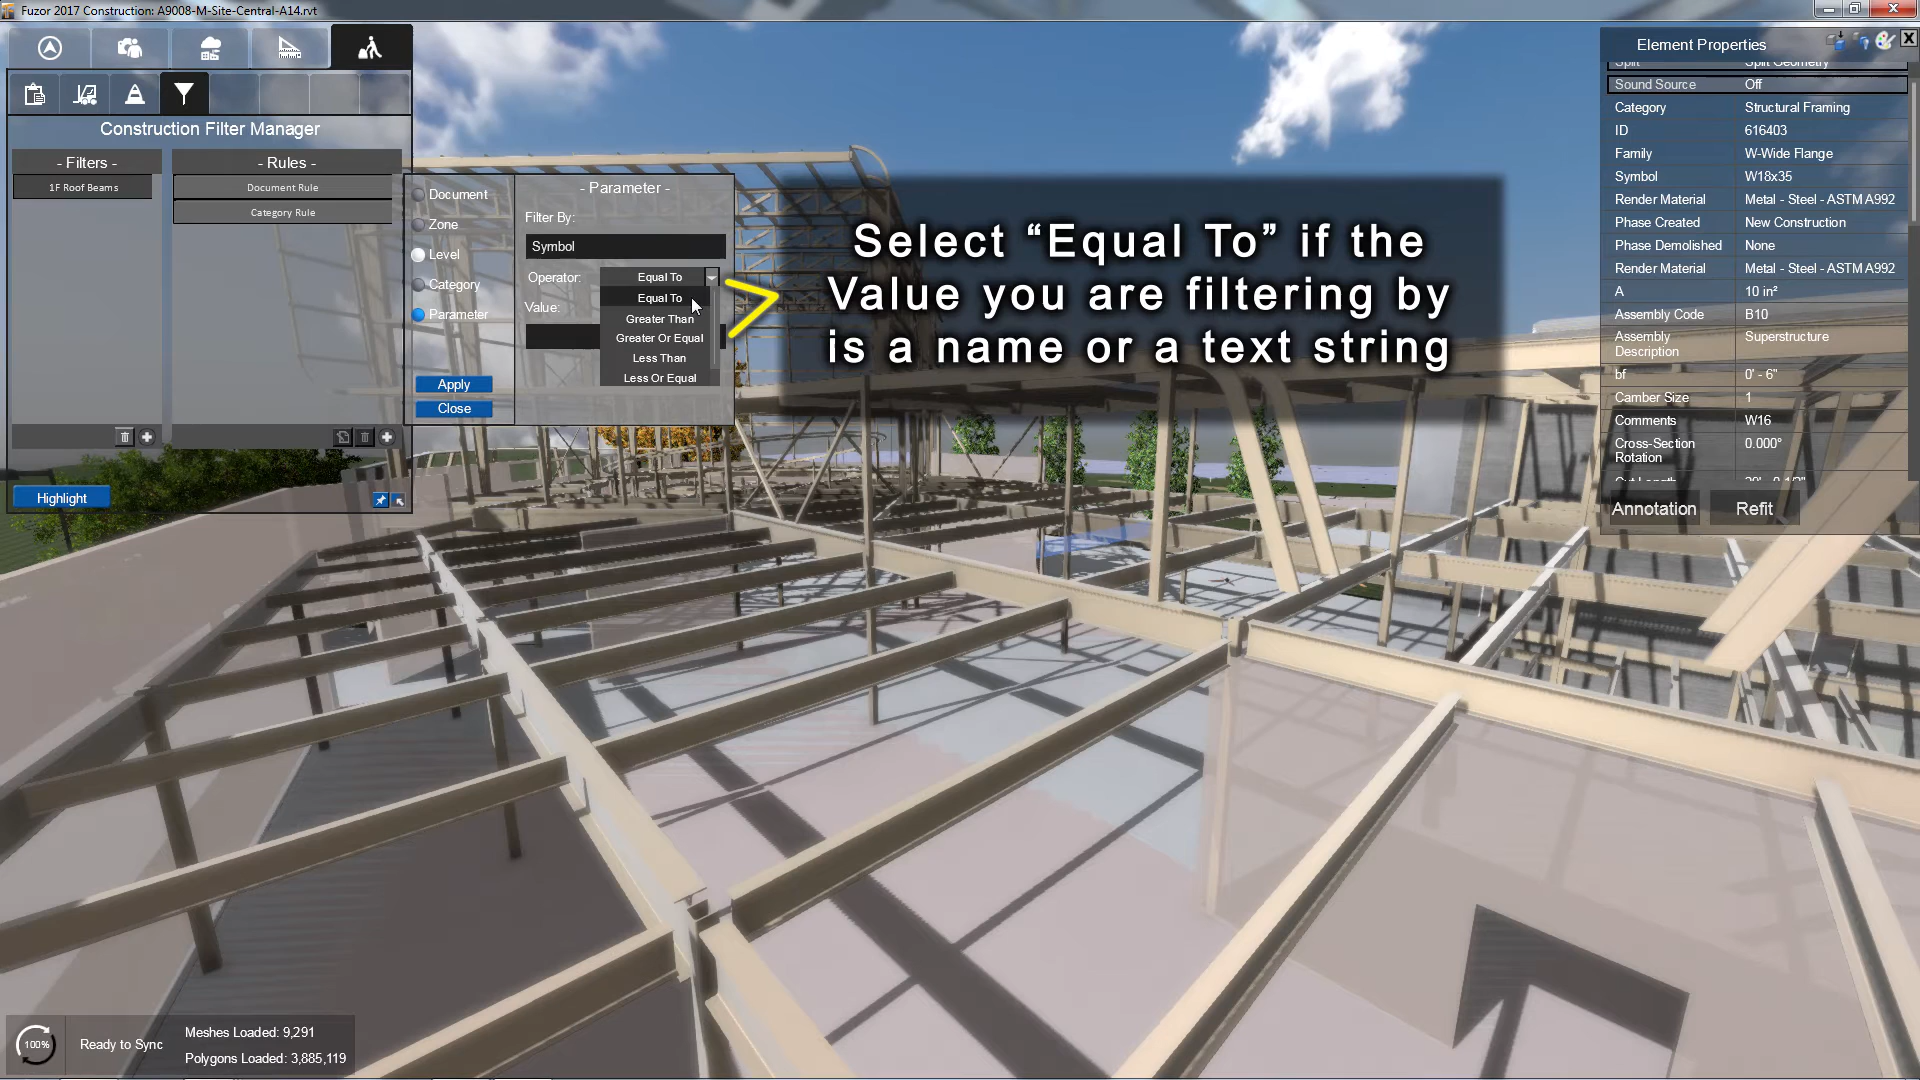 Fuzor 2017 Construction: A9008-M-Site-Central-A14.rvt
Construction Filter Manager
- Filters -
- Rules -
1F Roof Beams
Document Rule
Category Rule
Highlight
Document
Zone
Level
Category
Parameter
Apply
Close
- Parameter -
Filter By:
Symbol
Operator:
Equal To
Value:
Equal To
Greater Than
Greater Or Equal
Less Than
Less Or Equal
Select “Equal To” if the
Value you are filtering by
is a name or a text string
Element Properties
Split Split Geometry
Sound Source Off
Category Structural Framing
ID 616403
Family W-Wide Flange
Symbol W18x35
Render Material Metal - Steel - ASTM A992
Phase Created New Construction
Phase Demolished None
Render Material Metal - Steel - ASTM A992
A 10 in²
Assembly Code B10
Assembly Superstructure
Description
bf 0' - 6"
Camber Size 1
Comments W16
Cross-Section 0.000°
Rotation
Cut Length
Annotation
Refit
100%
Ready to Sync
Meshes Loaded: 9,291
Polygons Loaded: 3,885,119